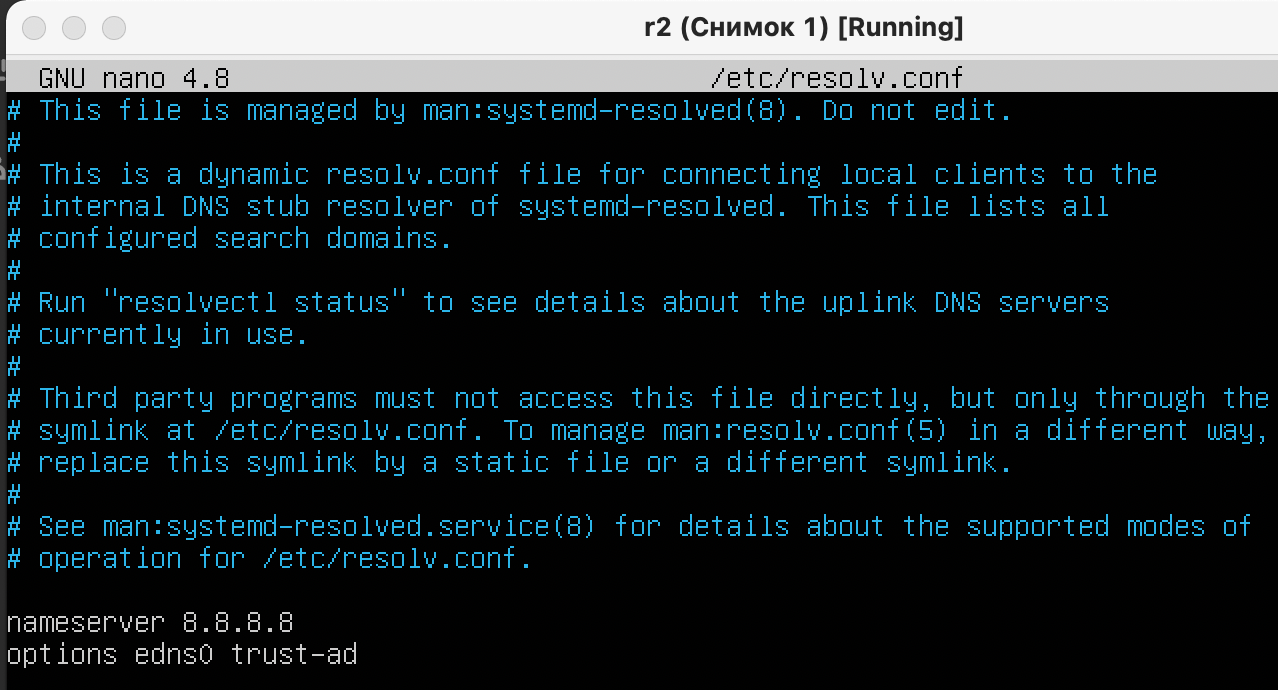 r2 (Снимок 1) [Running]
GNU nano 4.8 /etc/resolv.conf
# This file is managed by man:systemd-resolved(8). Do not edit.
#
# This is a dynamic resolv.conf file for connecting local clients to the
# internal DNS stub resolver of systemd-resolved. This file lists all
# configured search domains.
#
# Run "resolvectl status" to see details about the uplink DNS servers
# currently in use.
#
# Third party programs must not access this file directly, but only through the
# symlink at /etc/resolv.conf. To manage man:resolv.conf(5) in a different way,
# replace this symlink by a static file or a different symlink.
#
# See man:systemd-resolved.service(8) for details about the supported modes of
# operation for /etc/resolv.conf.
nameserver 8.8.8.8
options edns0 trust-ad